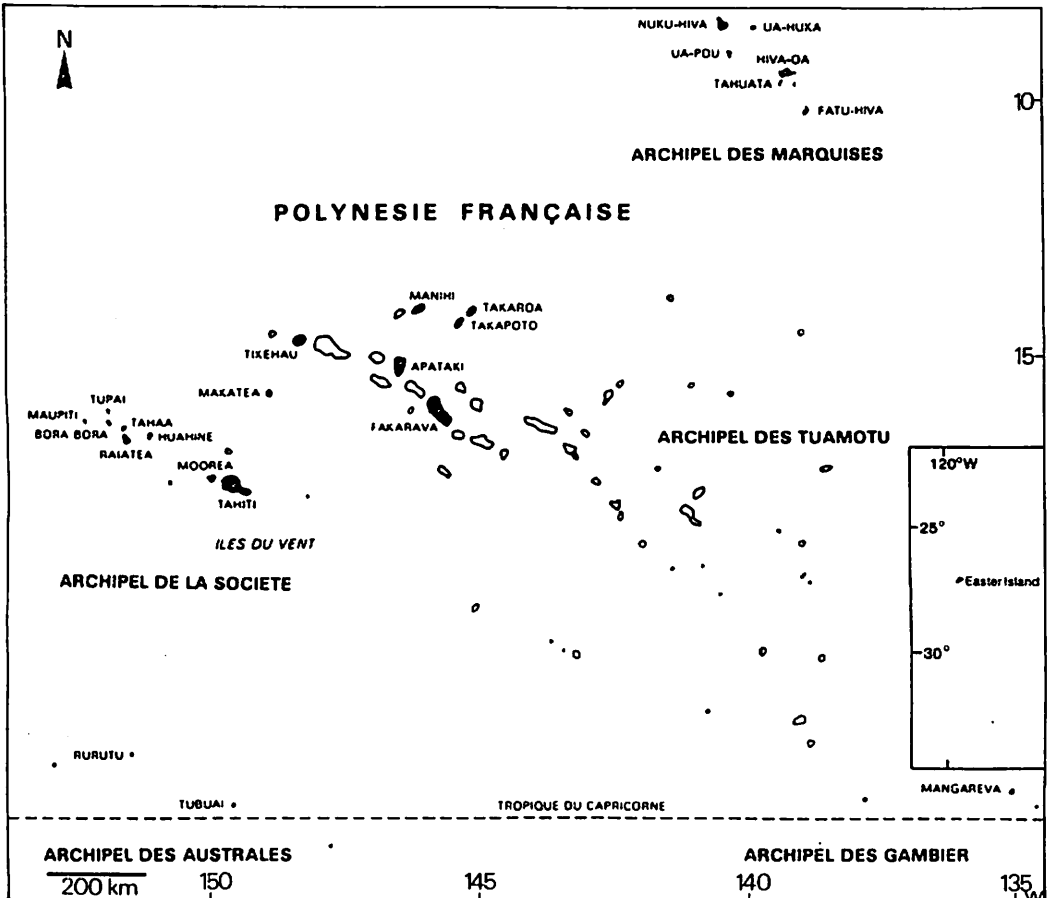 N
NUKU-HIVA
UA-HUKA
UA-POU
HIVA-OA
TAHUATA
10
FATU-HIVA
ARCHIPEL DES MARQUISES
POLYNESIE FRANÇAISE
MANIHI
TAKAROA
TAKAPOTO
TIKEHAU
15
APATAKI
MAKATEA
TUPAI
MAUPITI
TAHAA
BORA BORA
HUAHINE
RAIATEA
FAKARAVA
ARCHIPEL DES TUAMOTU
MOOREA
TAHITI
120°W
25°
ILES DU VENT
ARCHIPEL DE LA SOCIETE
Easter Island
30°
RURUTU
MANGAREVA
TUBUAI
TROPIQUE DU CAPRICORNE
ARCHIPEL DES AUSTRALES
ARCHIPEL DES GAMBIER
200 km
150
145
140
135
W